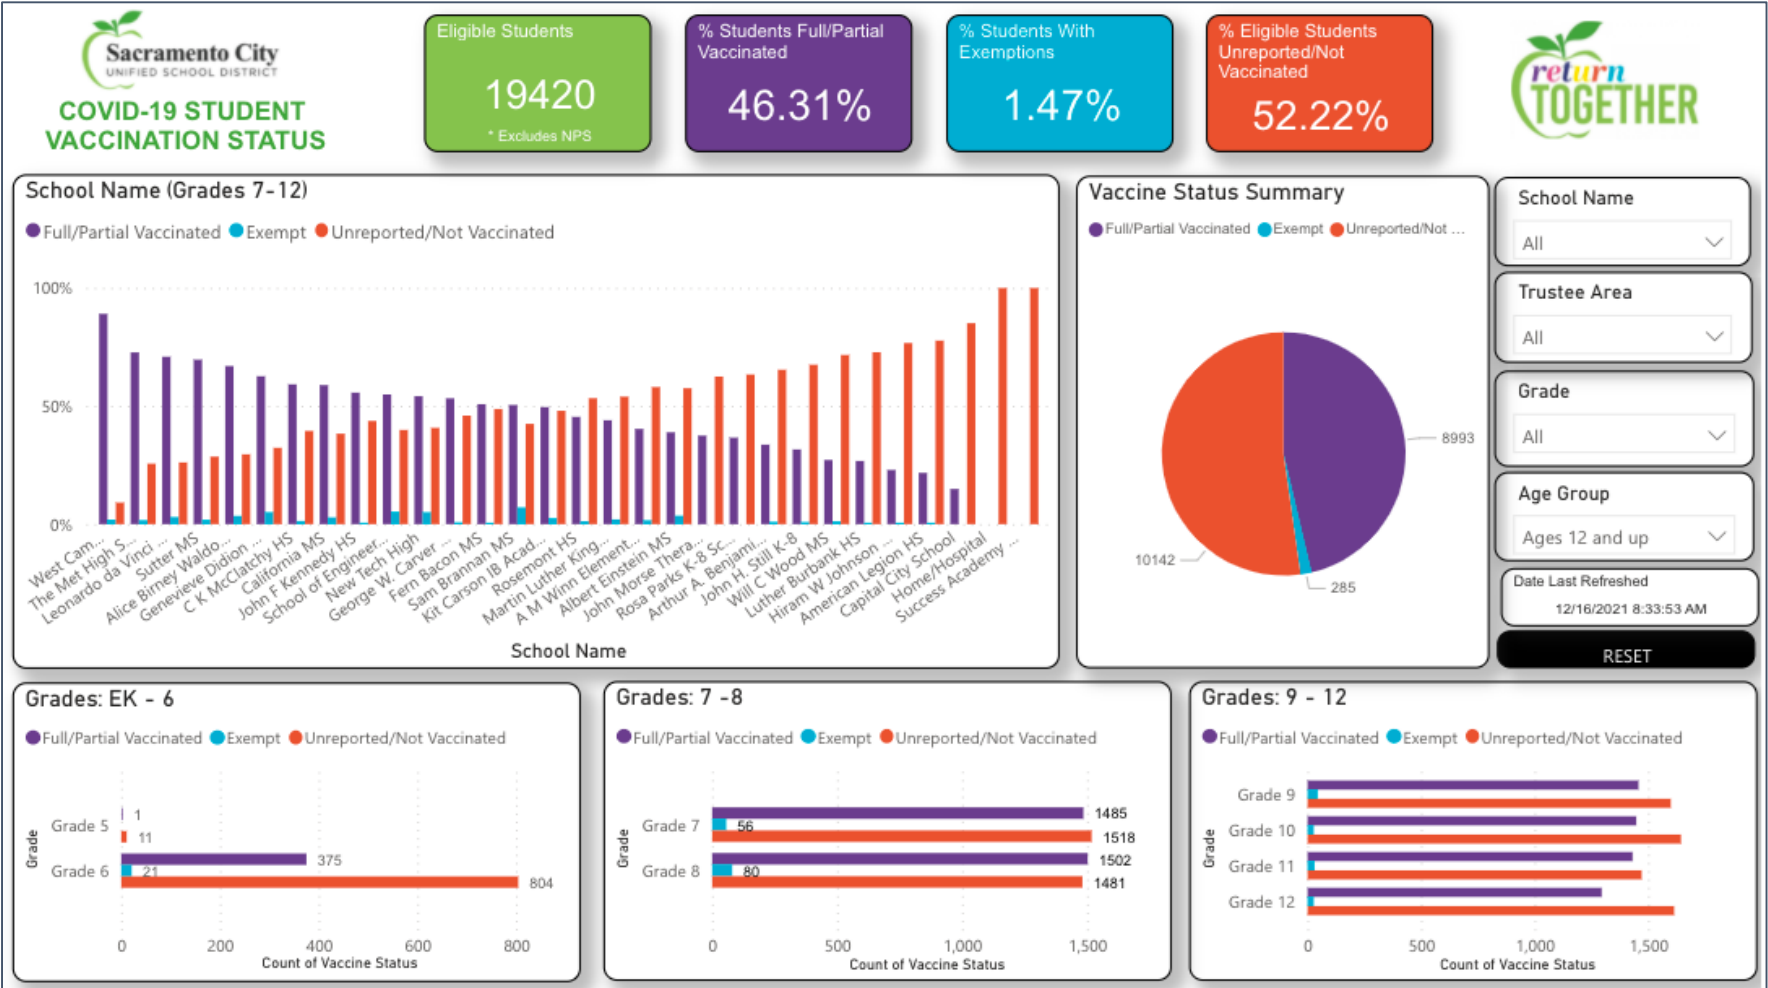 Sacramento City
UNIFIED SCHOOL DISTRICT
COVID-19 STUDENT
VACCINATION STATUS
Eligible Students
19420
* Excludes NPS
% Students Full/Partial
Vaccinated
46.31%
% Students With
Exemptions
1.47%
% Eligible Students
Unreported/Not
Vaccinated
52.22%
return
TOGETHER
School Name (Grades 7-12)
Full/Partial Vaccinated Exempt Unreported/Not Vaccinated
100%
50%
0%
West Cam...
The Met High S...
Leonardo da Vinci ...
Sutter MS
Alice Birney Waldo...
Genevieve Didion ...
C K McClatchy HS
California MS
John F Kennedy HS
School of Engineer...
New Tech High
George W. Carver ...
Fern Bacon MS
Sam Brannan MS
Kit Carson IB Acad...
Rosemont HS
Martin Luther King...
A M Winn Element...
Albert Einstein MS
John Morse Thera...
Rosa Parks K-8 Sc...
Arthur A. Benjami...
John H. Still K-8
Will C Wood MS
Luther Burbank HS
Hiram W Johnson ...
American Legion HS
Capital City School
Home/Hospital
Success Academy ...
School Name
Vaccine Status Summary
Full/Partial Vaccinated Exempt Unreported/Not ...
8993
10142
285
School Name
All
Trustee Area
All
Grade
All
Age Group
Ages 12 and up
Date Last Refreshed
12/16/2021 8:33:53 AM
RESET
Grades: EK - 6
Full/Partial Vaccinated Exempt Unreported/Not Vaccinated
Grade
Grade 5
1
11
Grade 6
375
21
804
0 200 400 600 800
Count of Vaccine Status
Grades: 7 -8
Full/Partial Vaccinated Exempt Unreported/Not Vaccinated
Grade
Grade 7
1485
56
1518
Grade 8
1502
80
1481
0 500 1,000 1,500
Count of Vaccine Status
Grades: 9 - 12
Full/Partial Vaccinated Exempt Unreported/Not Vaccinated
Grade
Grade 9
Grade 10
Grade 11
Grade 12
0 500 1,000 1,500
Count of Vaccine Status